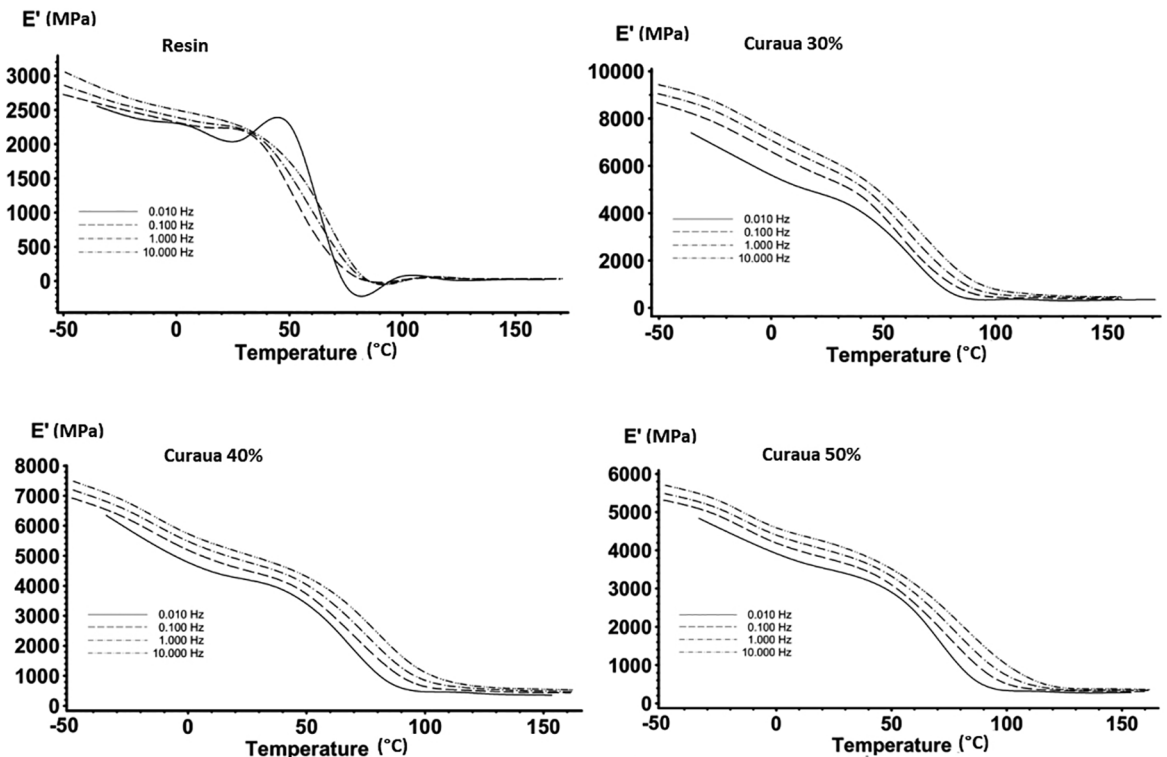 E' (MPa)
Resin
3000
2500
2000
1500
1000
500
0
0.010 Hz
0.100 Hz
1.000 Hz
10.000 Hz
-50 0 50 100 150
Temperature (°C)
E' (MPa)
Curaua 30%
10000
8000
6000
4000
2000
0
0.010 Hz
0.100 Hz
1.000 Hz
10.000 Hz
-50 0 50 100 150
Temperature (°C)
E' (MPa)
Curaua 40%
8000
7000
6000
5000
4000
3000
2000
1000
0
0.010 Hz
0.100 Hz
1.000 Hz
10.000 Hz
-50 0 50 100 150
Temperature (°C)
E' (MPa)
Curaua 50%
6000
5000
4000
3000
2000
1000
0
0.010 Hz
0.100 Hz
1.000 Hz
10.000 Hz
-50 0 50 100 150
Temperature (°C)